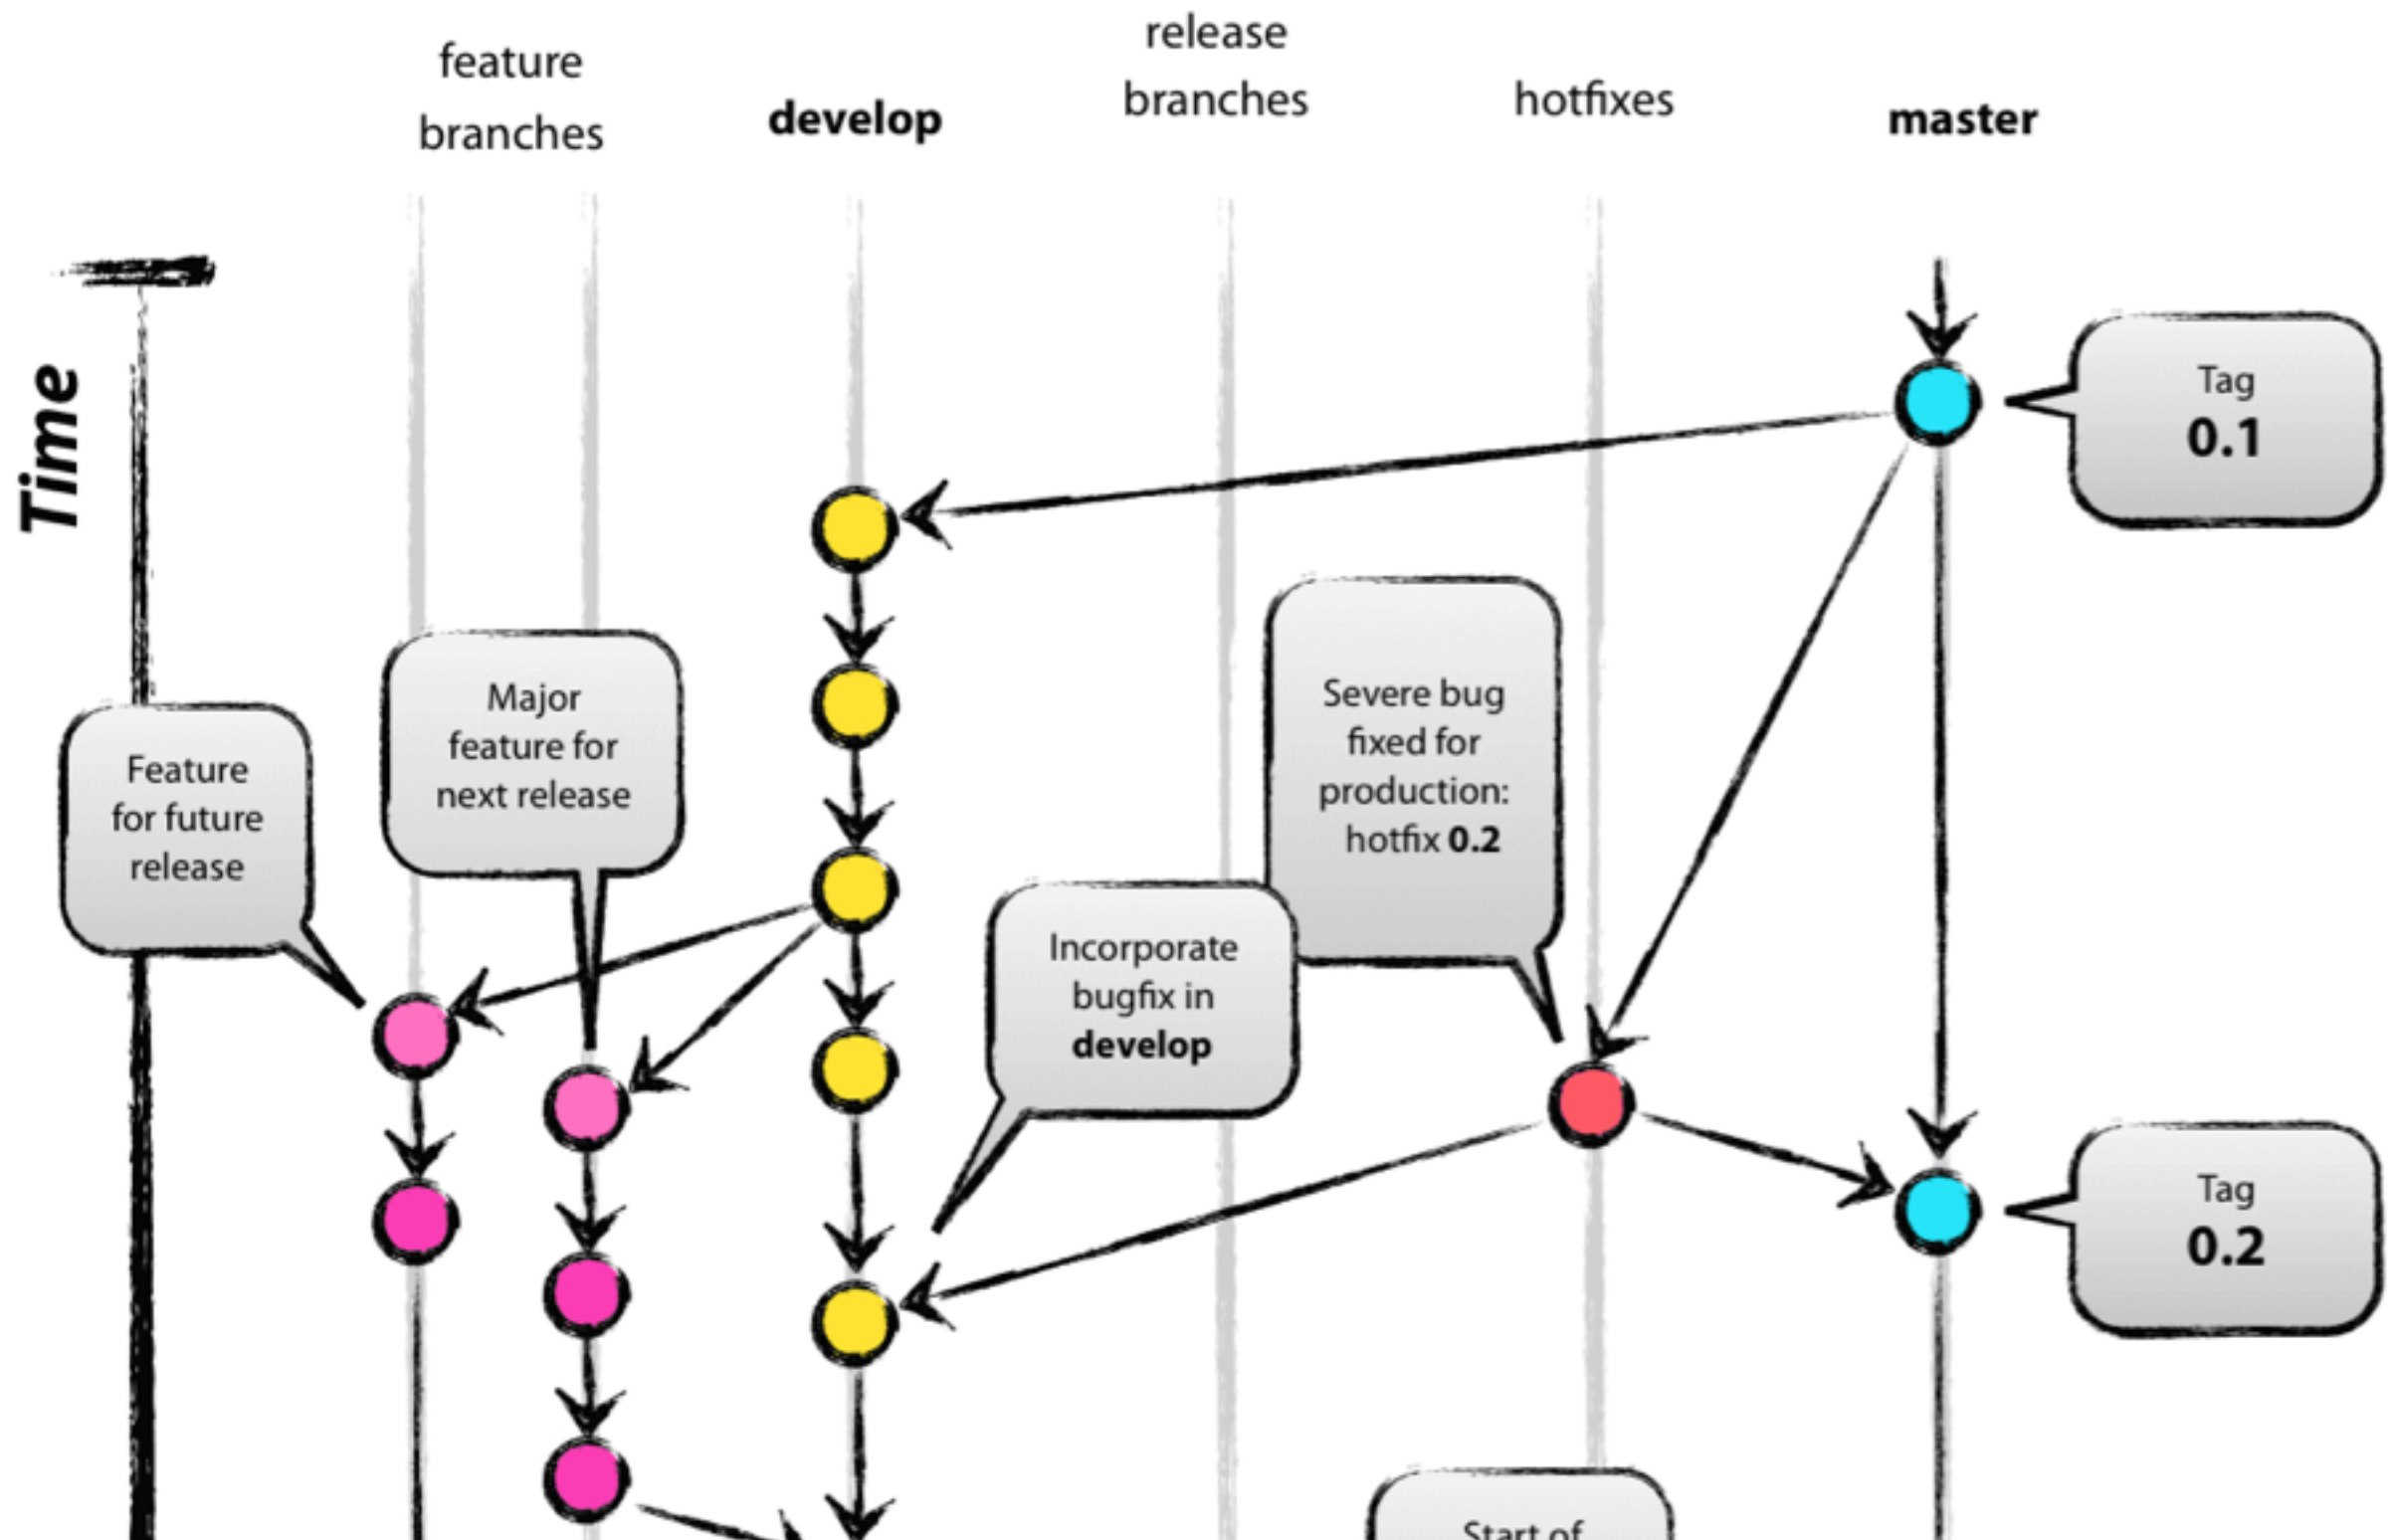 feature
branches
develop
release
branches
hotfixes
master
Time
Tag
0.1
Major
feature for
next release
Feature
for future
release
Severe bug
fixed for
production:
hotfix 0.2
Incorporate
bugfix in
develop
Tag
0.2
Start of